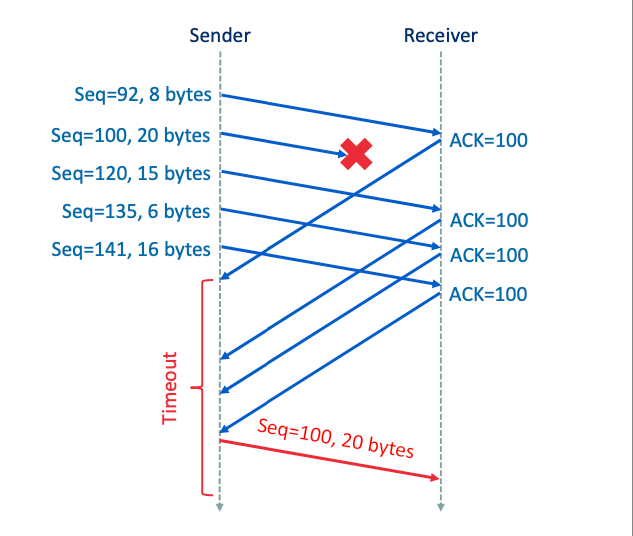 Sender
Receiver
Seq=92, 8 bytes
Seq=100, 20 bytes
ACK=100
Seq=120, 15 bytes
Seq=135, 6 bytes
ACK=100
Seq=141, 16 bytes
ACK=100
ACK=100
Timeout
Seq=100, 20 bytes